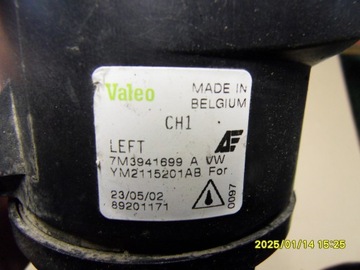 Valeo
MADE IN
BELGIUM
CH1
LEFT
7M3941699 A VW
YM2115201AB For
23/05/02
89201171
0097
2025/01/14 15:25